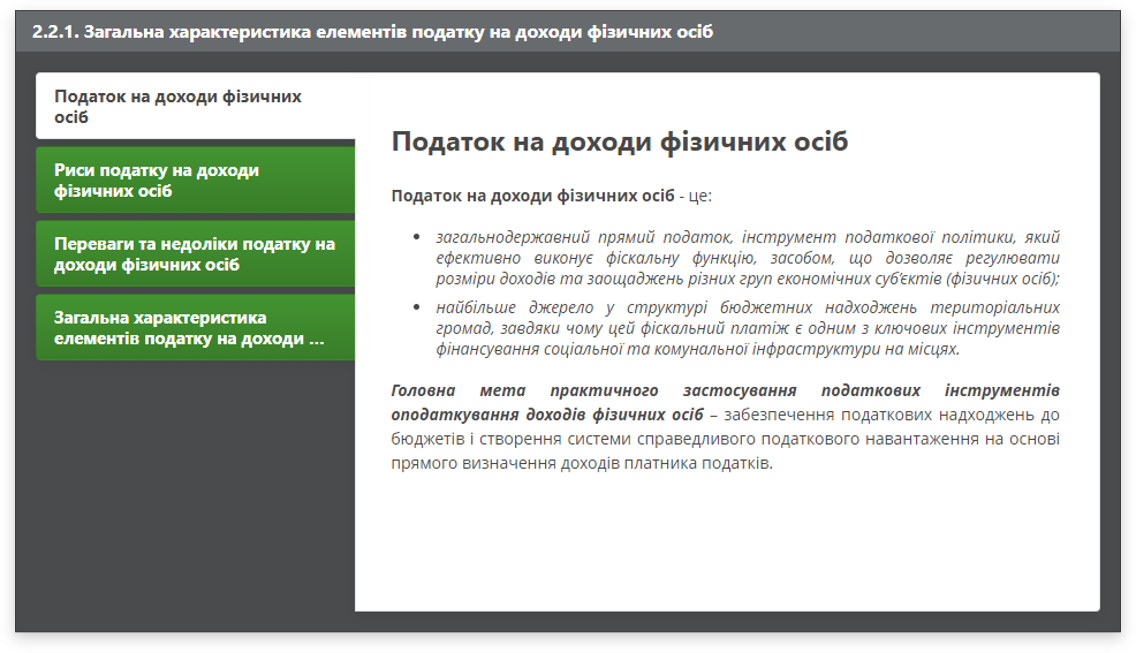 2.2.1. Загальна характеристика елементів податку на доходи фізичних осіб
Податок на доходи фізичних
осіб
Риси податку на доходи
фізичних осіб
Переваги та недоліки податку на
доходи фізичних осіб
Загальна характеристика
елементів податку на доходи ...
Податок на доходи фізичних осіб
Податок на доходи фізичних осіб - це:
• загальнодержавний прямий податок, інструмент податкової політики, який
ефективно виконує фіскальну функцію, засобом, що дозволяє регулювати
розміри доходів та заощаджень різних груп економічних суб’єктів (фізичних осіб);
• найбільше джерело у структурі бюджетних надходжень територіальних
громад, завдяки чому цей фіскальний платіж є одним з ключових інструментів
фінансування соціальної та комунальної інфраструктури на місцях.
Головна мета практичного застосування податкових інструментів
оподаткування доходів фізичних осіб – забезпечення податкових надходжень до
бюджетів і створення системи справедливого податкового навантаження на основі
прямого визначення доходів платника податків.